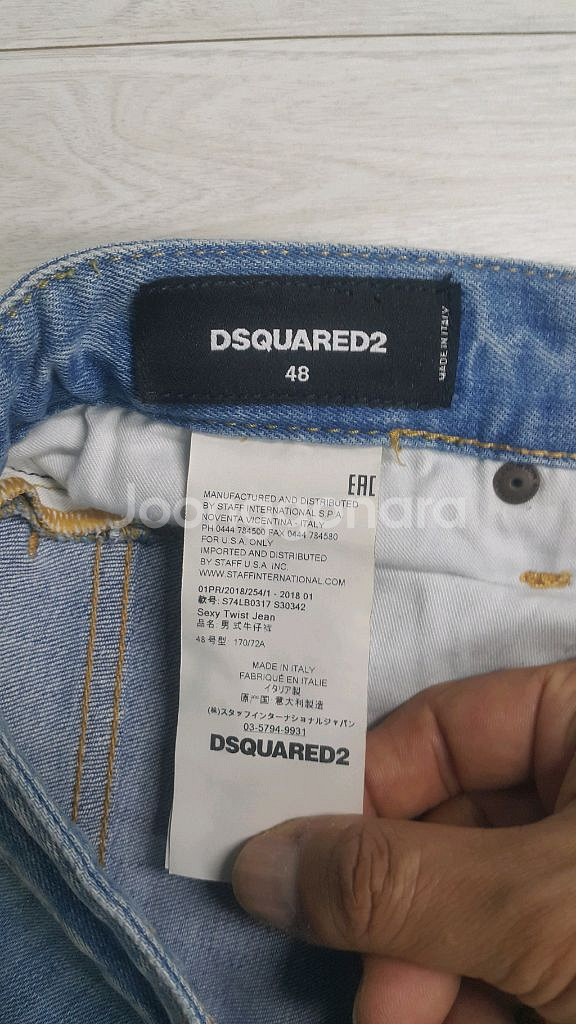 DSQUARED2
48
MADE IN ITALY
EAC
MANUFACTURED AND DISTRIBUTED
BY STAFF INTERNATIONAL S.P.A.
NOVENTA VICENTINA - ITALY
PH 0444 784500 FAX 0444 784580
FOR U.S.A. ONLY
IMPORTED AND DISTRIBUTED
BY STAFF U.S.A. INC.
WWW.STAFFINTERNATIONAL.COM
01PR/2018/254/1 - 2018 01
款号: S74LB0317 S30342
Sexy Twist Jean
品名: 男式牛仔裤
48 号型: 170/72A
MADE IN ITALY
FABRIQUÉ EN ITALIE
イタリア製
原产国: 意大利製造
(株)スタッフインターナショナルジャパン
03-5794-9931
DSQUARED2